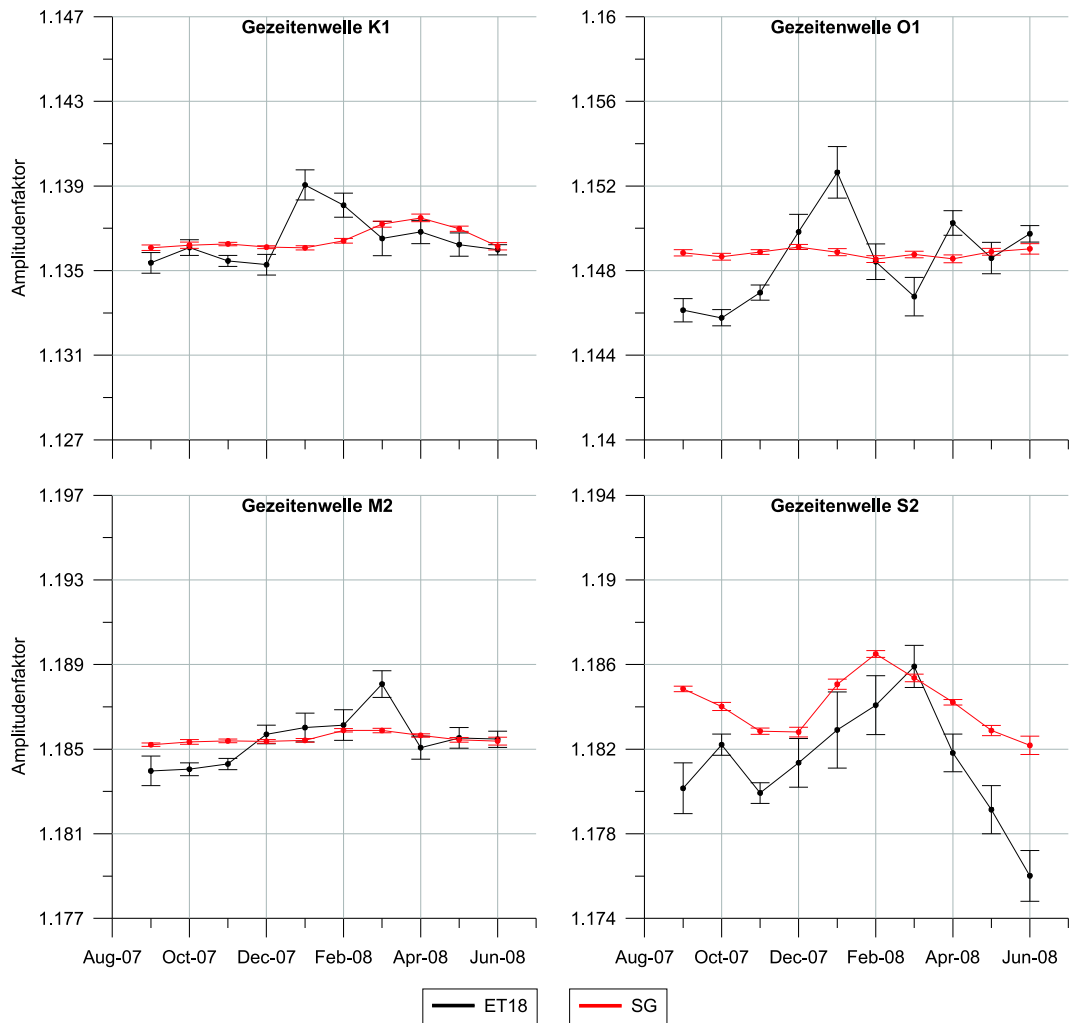 Gezeitenwelle K1
Amplitudenfaktor
1.147
1.143
1.139
1.135
1.131
1.127
Gezeitenwelle O1
1.16
1.156
1.152
1.148
1.144
1.14
Gezeitenwelle M2
Amplitudenfaktor
1.197
1.193
1.189
1.185
1.181
1.177
Aug-07 Oct-07 Dec-07 Feb-08 Apr-08 Jun-08
Gezeitenwelle S2
1.194
1.19
1.186
1.182
1.178
1.174
Aug-07 Oct-07 Dec-07 Feb-08 Apr-08 Jun-08
ET18 SG